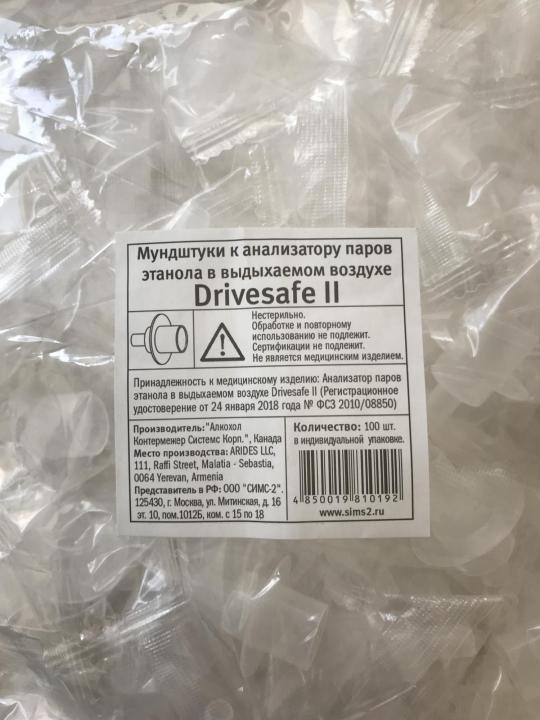 Мундштуки к анализатору паров
этанола в выдыхаемом воздухе
Drivesafe II
Нестерильно.
Обработке и повторному
использованию не подлежит.
Сертификации не подлежит.
Не является медицинским изделием.
Принадлежность к медицинскому изделию: Анализатор паров
этанола в выдыхаемом воздухе Drivesafe II (Регистрационное
удостоверение от 24 января 2018 года № ФСЗ 2010/08850)
Производитель:"Алкохол
Контермежер Системс Корп.", Канада
Место производства: ARIDES LLC,
111, Raffi Street, Malatia - Sebastia,
0064 Yerevan, Armenia
Представитель в РФ: ООО "СИМС-2".
125430, г. Москва, ул. Митинская, д. 16
эт. 10, пом.1012Б, ком. с 15 по 18
Количество: 100 шт.
в индивидуальной упаковке.
4 850019 810192
www.sims2.ru